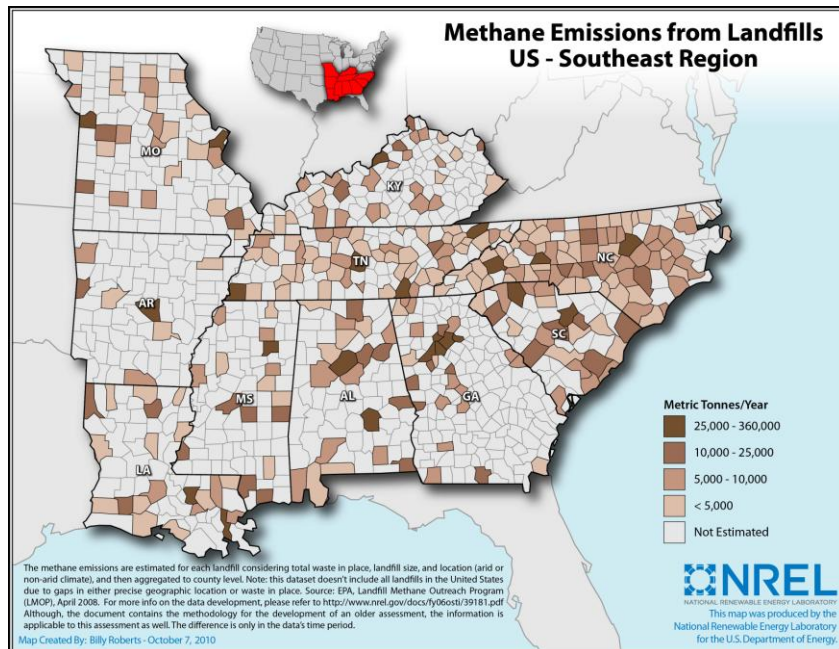 Methane Emissions from Landfills
US - Southeast Region
MO
KY
TN
NC
AR
SC
MS
AL
GA
LA
Metric Tonnes/Year
25,000 - 360,000
10,000 - 25,000
5,000 - 10,000
< 5,000
Not Estimated
The methane emissions are estimated for each landfill considering total waste in place, landfill size, and location (arid or
non-arid climate), and then aggregated to county level. Note: this dataset doesn't include all landfills in the United States
due to gaps in either precise geographic location or waste in place. Source: EPA, Landfill Methane Outreach Program
(LMOP), April 2008. For more info on the data development, please refer to http://www.nrel.gov/docs/fy06osti/39181.pdf
Although, the document contains the methodology for the development of an older assessment, the information is
applicable to this assessment as well. The difference is only in the data's time period.
Map Created By: Billy Roberts - October 7, 2010
NREL
NATIONAL RENEWABLE ENERGY LABORATORY
This map was produced by the
National Renewable Energy Laboratory
for the U.S. Department of Energy.